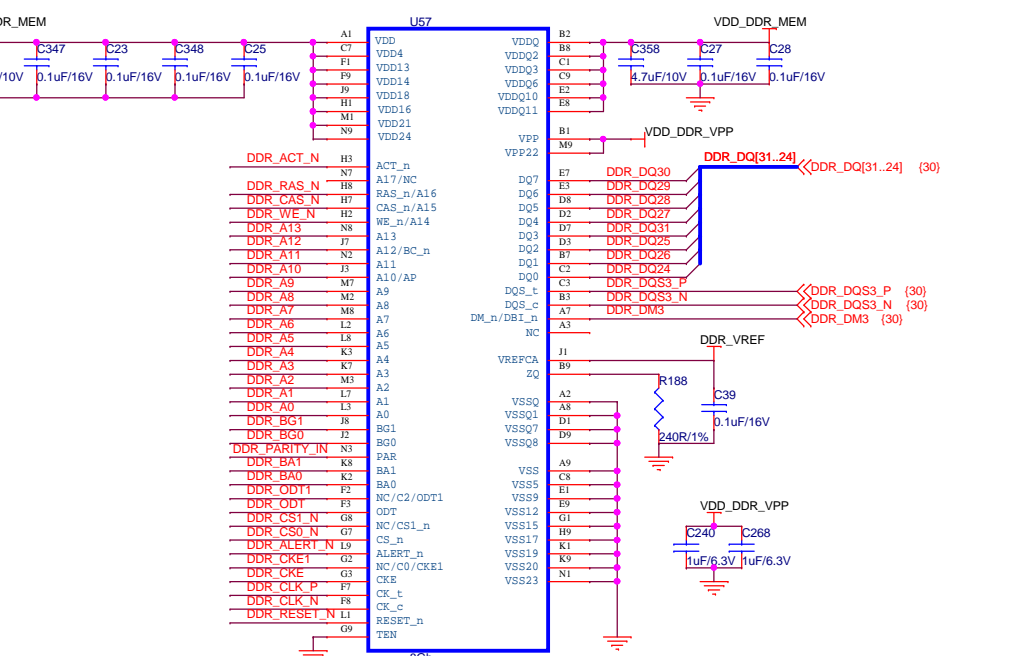 DR_MEM
U57
VDD_DDR_MEM
C347
C23
C348
C25
/10V
0.1uF/16V
0.1uF/16V
0.1uF/16V
0.1uF/16V
A1 VDD
C7 VDD4
F1 VDD13
F9 VDD14
J9 VDD18
H1 VDD16
M1 VDD21
N9 VDD24
DDR_ACT_N H3 ACT_n
N7 A17/NC
DDR_RAS_N H8 RAS_n/A16
DDR_CAS_N H7 CAS_n/A15
DDR_WE_N H2 WE_n/A14
DDR_A13 N8 A13
DDR_A12 J7 A12/BC_n
DDR_A11 N2 A11
DDR_A10 J3 A10/AP
DDR_A9 M7 A9
DDR_A8 M2 A8
DDR_A7 M8 A7
DDR_A6 L2 A6
DDR_A5 L8 A5
DDR_A4 K3 A4
DDR_A3 K7 A3
DDR_A2 M3 A2
DDR_A1 L7 A1
DDR_A0 L3 A0
DDR_BG1 J8 BG1
DDR_BG0 J2 BG0
DDR_PARITY_IN N3 PAR
DDR_BA1 K8 BA1
DDR_BA0 K2 BA0
DDR_ODT1 F2 NC/C2/ODT1
DDR_ODT F3 ODT
DDR_CS1_N G8 NC/CS1_n
DDR_CS0_N G7 CS_n
DDR_ALERT_N L9 ALERT_n
DDR_CKE1 G2 NC/C0/CKE1
DDR_CKE G3 CKE
DDR_CLK_P F7 CK_t
DDR_CLK_N F8 CK_c
DDR_RESET_N L1 RESET_n
G9 TEN
VDDQ B2
VDDQ2 B8
VDDQ3 C1
VDDQ6 C9
VDDQ10 E2
VDDQ11 E8
C358
C27
C28
4.7uF/10V
0.1uF/16V
0.1uF/16V
VPP B1 VDD_DDR_VPP
VPP22 M9
DDR_DQ[31..24]
DDR_DQ[31..24] {30}
DQ7 E7 DDR_DQ30
DQ6 E3 DDR_DQ29
DQ5 D8 DDR_DQ28
DQ4 D2 DDR_DQ27
DQ3 D7 DDR_DQ31
DQ2 D3 DDR_DQ25
DQ1 B7 DDR_DQ26
DQ0 C2 DDR_DQ24
DQS_t C3 DDR_DQS3_P DDR_DQS3_P {30}
DQS_c B3 DDR_DQS3_N DDR_DQS3_N {30}
DM_n/DBI_n A7 DDR_DM3 DDR_DM3 {30}
NC A3
DDR_VREF
VREFCA J1
ZQ B9
R188
240R/1%
C39
0.1uF/16V
VSSQ A2
VSSQ1 A8
VSSQ7 D1
VSSQ8 D9
VSS A9
VSS5 C8
VSS9 E1
VSS12 E9
VSS15 G1
VSS17 H9
VSS19 K1
VSS20 K9
VSS23 N1
VDD_DDR_VPP
C240
C268
1uF/6.3V
1uF/6.3V